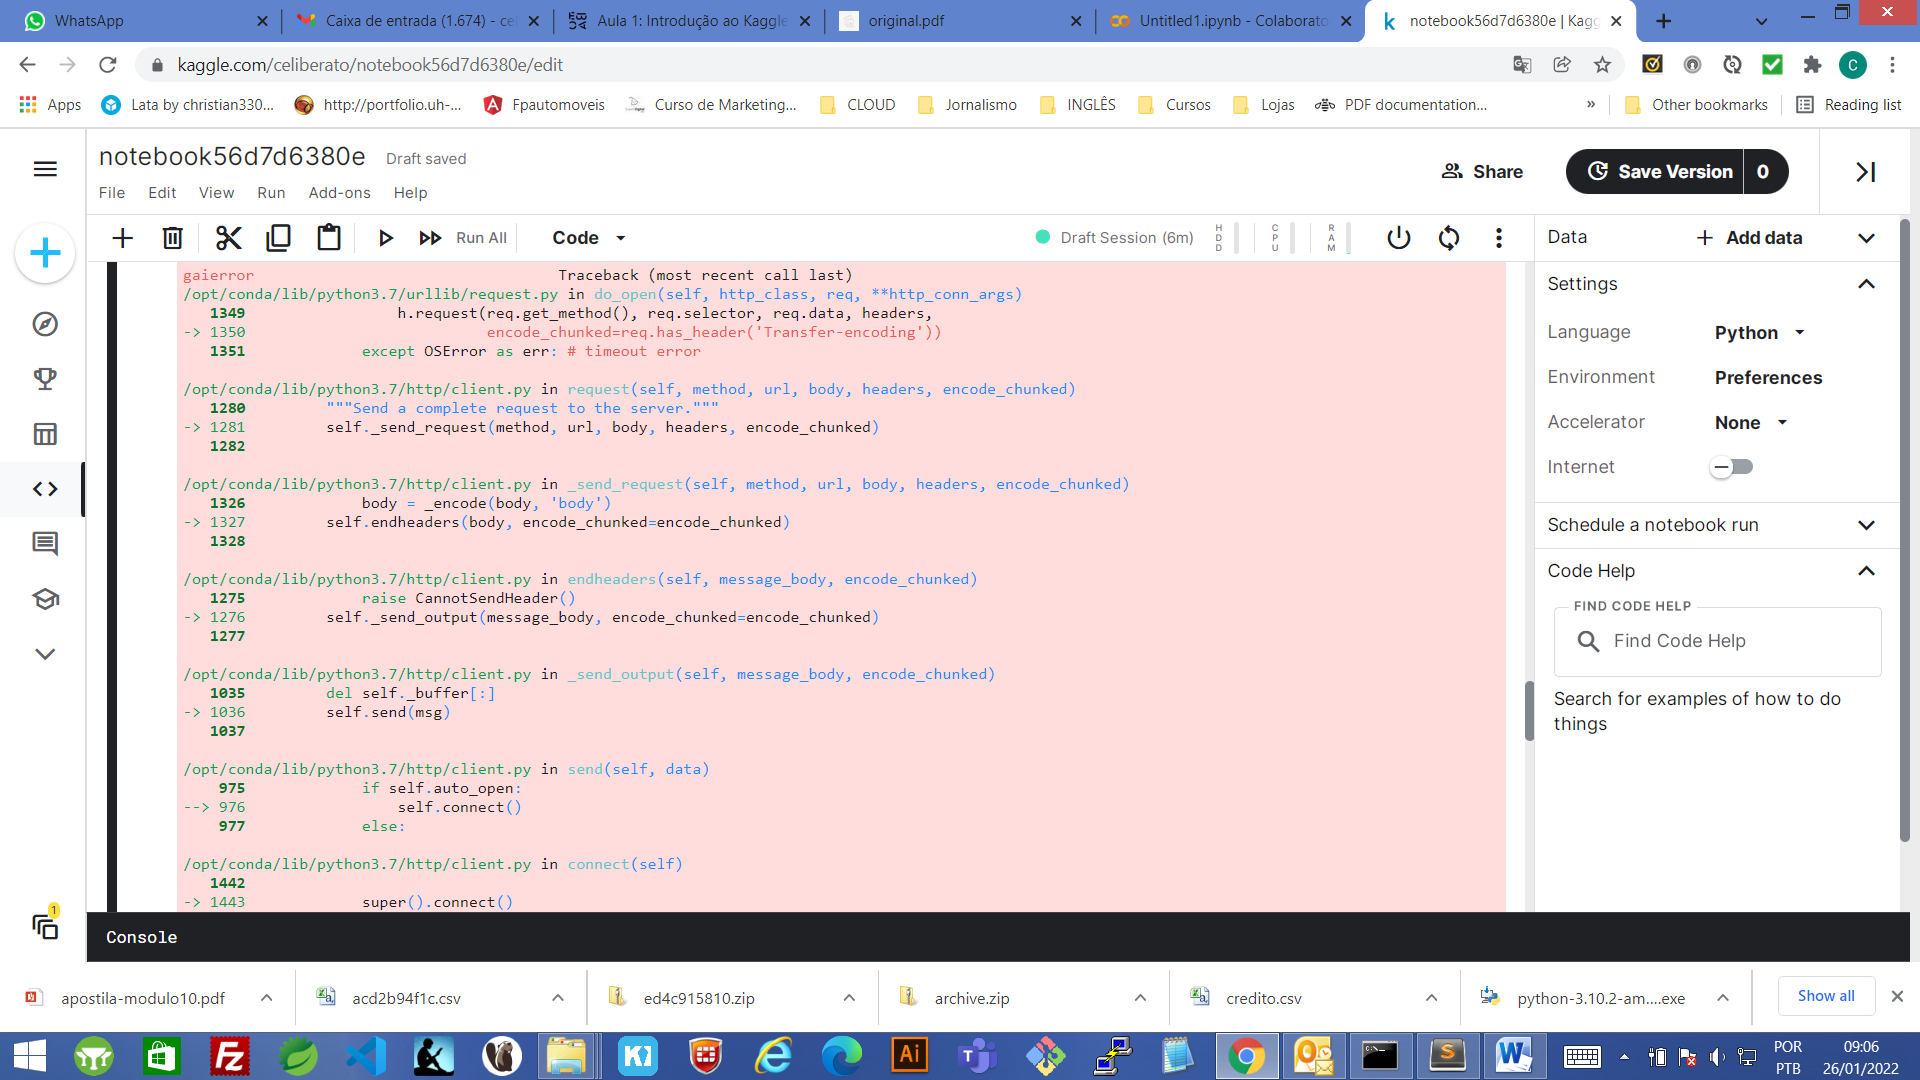 WhatsApp
Caixa de entrada (1.674) - ce
Aula 1: Introdução ao Kaggle
original.pdf
Untitled1.ipynb - Colaborato
notebook56d7d6380e | Kagg
kaggle.com/celiberato/notebook56d7d6380e/edit
C
Apps
Lata by christian330...
http://portfolio.uh-...
Fpautomoveis
Curso de Marketing...
CLOUD
Jornalismo
INGLÊS
Cursos
Lojas
PDF documentation...
»
Other bookmarks
Reading list
notebook56d7d6380e
Draft saved
File Edit View Run Add-ons Help
Share
Save Version 0
Run All
Code
Draft Session (6m)
HDD
CPU
RAM
Data
Add data
Settings
Language Python
Environment Preferences
Accelerator None
Internet
Schedule a notebook run
Code Help
FIND CODE HELP
Find Code Help
Search for examples of how to do
things
gaierror Traceback (most recent call last)
/opt/conda/lib/python3.7/urllib/request.py in do_open(self, http_class, req, **http_conn_args)
1349 h.request(req.get_method(), req.selector, req.data, headers,
-> 1350 encode_chunked=req.has_header('Transfer-encoding'))
1351 except OSError as err: # timeout error
/opt/conda/lib/python3.7/http/client.py in request(self, method, url, body, headers, encode_chunked)
1280 """Send a complete request to the server."""
-> 1281 self._send_request(method, url, body, headers, encode_chunked)
1282
/opt/conda/lib/python3.7/http/client.py in _send_request(self, method, url, body, headers, encode_chunked)
1326 body = _encode(body, 'body')
-> 1327 self.endheaders(body, encode_chunked=encode_chunked)
1328
/opt/conda/lib/python3.7/http/client.py in endheaders(self, message_body, encode_chunked)
1275 raise CannotSendHeader()
-> 1276 self._send_output(message_body, encode_chunked=encode_chunked)
1277
/opt/conda/lib/python3.7/http/client.py in _send_output(self, message_body, encode_chunked)
1035 del self._buffer[:]
-> 1036 self.send(msg)
1037
/opt/conda/lib/python3.7/http/client.py in send(self, data)
975 if self.auto_open:
--> 976 self.connect()
977 else:
/opt/conda/lib/python3.7/http/client.py in connect(self)
1442
-> 1443 super().connect()
1
Console
apostila-modulo10.pdf
acd2b94f1c.csv
ed4c915810.zip
archive.zip
credito.csv
python-3.10.2-am....exe
Show all
POR
PTB
09:06
26/01/2022